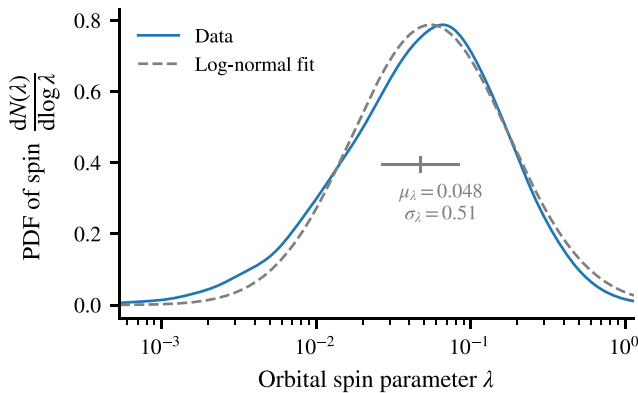 0.8
0.6
0.4
0.2
0.0
PDF of spin dN(λ)/dlog λ
Data
Log-normal fit
μλ = 0.048
σλ = 0.51
10⁻³
10⁻²
10⁻¹
10⁰
Orbital spin parameter λ